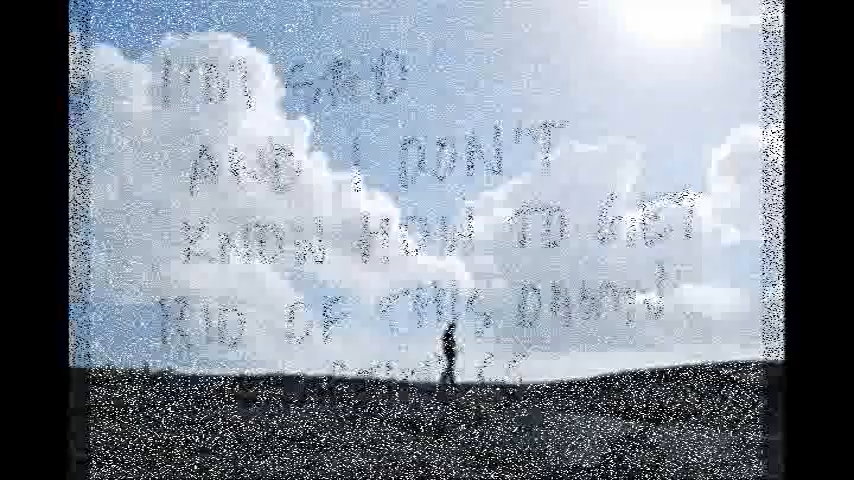 I'M SAD
AND I DON'T
KNOW HOW TO GET
RID OF THIS DAMN